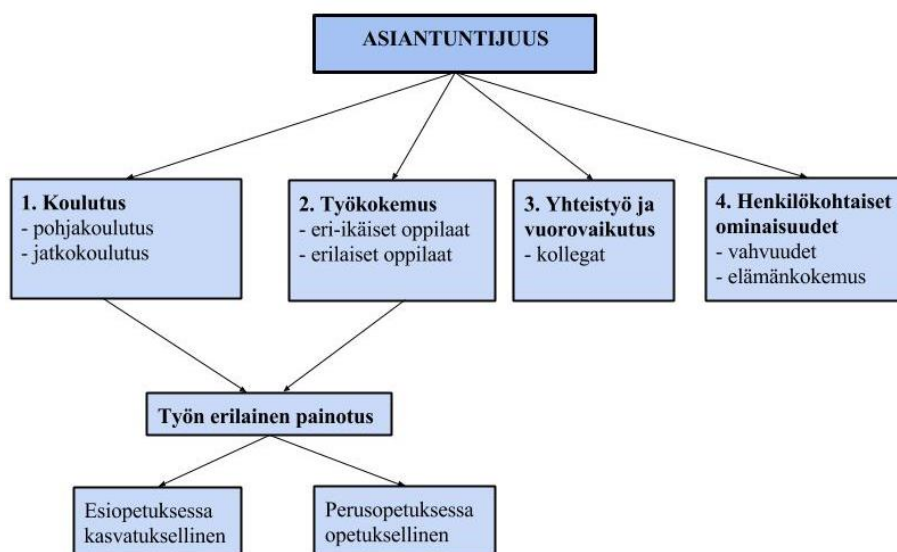 ASIANTUNTIJUUS
1. Koulutus
- pohjakoulutus
- jatkokoulutus
2. Työkokemus
- eri-ikäiset oppilaat
- erilaiset oppilaat
3. Yhteistyö ja
vuorovaikutus
- kollegat
4. Henkilökohtaiset
ominaisuudet
- vahvuudet
- elämänkokemus
Työn erilainen painotus
Esiopetuksessa
kasvatuksellinen
Perusopetuksessa
opetuksellinen